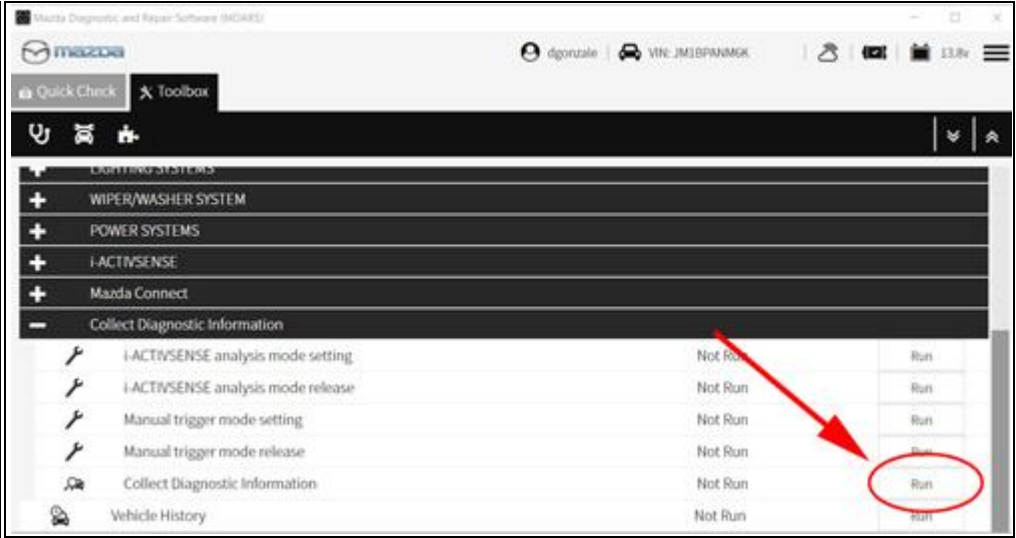 Mazda Diagnostic and Repair Software (MDARS)
mazda
dgonzale VIN: JM1BPANM6K 13.8v
Quick Check Toolbox
LIGHTING SYSTEMS
WIPER/WASHER SYSTEM
POWER SYSTEMS
i-ACTIVSENSE
Mazda Connect
Collect Diagnostic Information
i-ACTIVSENSE analysis mode setting Not Run Run
i-ACTIVSENSE analysis mode release Not Run Run
Manual trigger mode setting Not Run Run
Manual trigger mode release Not Run Run
Collect Diagnostic Information Not Run Run
Vehicle History Not Run Run